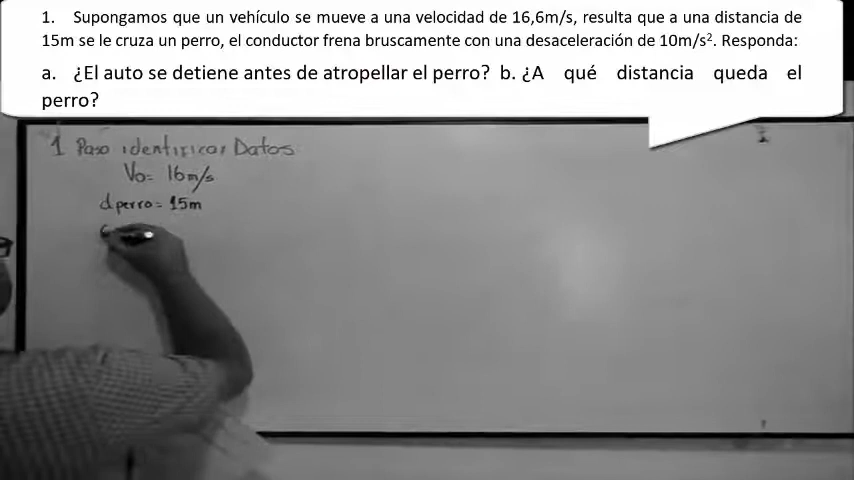 1. Supongamos que un vehículo se mueve a una velocidad de 16,6m/s, resulta que a una distancia de
15m se le cruza un perro, el conductor frena bruscamente con una desaceleración de 10m/s². Responda:
a. ¿El auto se detiene antes de atropellar el perro? b. ¿A qué distancia queda el
perro?
1 Paso identificar Datos
Vo= 16m/s
d perro= 15m